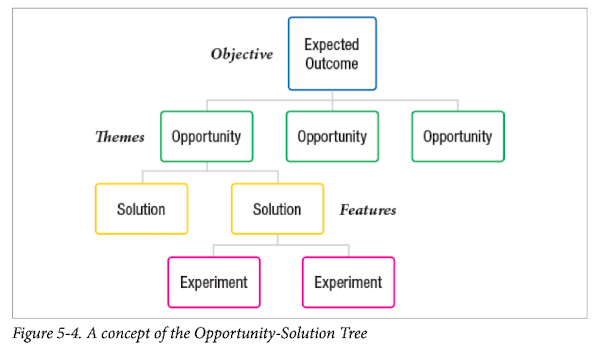 Objective
Expected
Outcome
Themes
Opportunity
Opportunity
Opportunity
Solution
Solution
Features
Experiment
Experiment
Figure 5-4. A concept of the Opportunity-Solution Tree